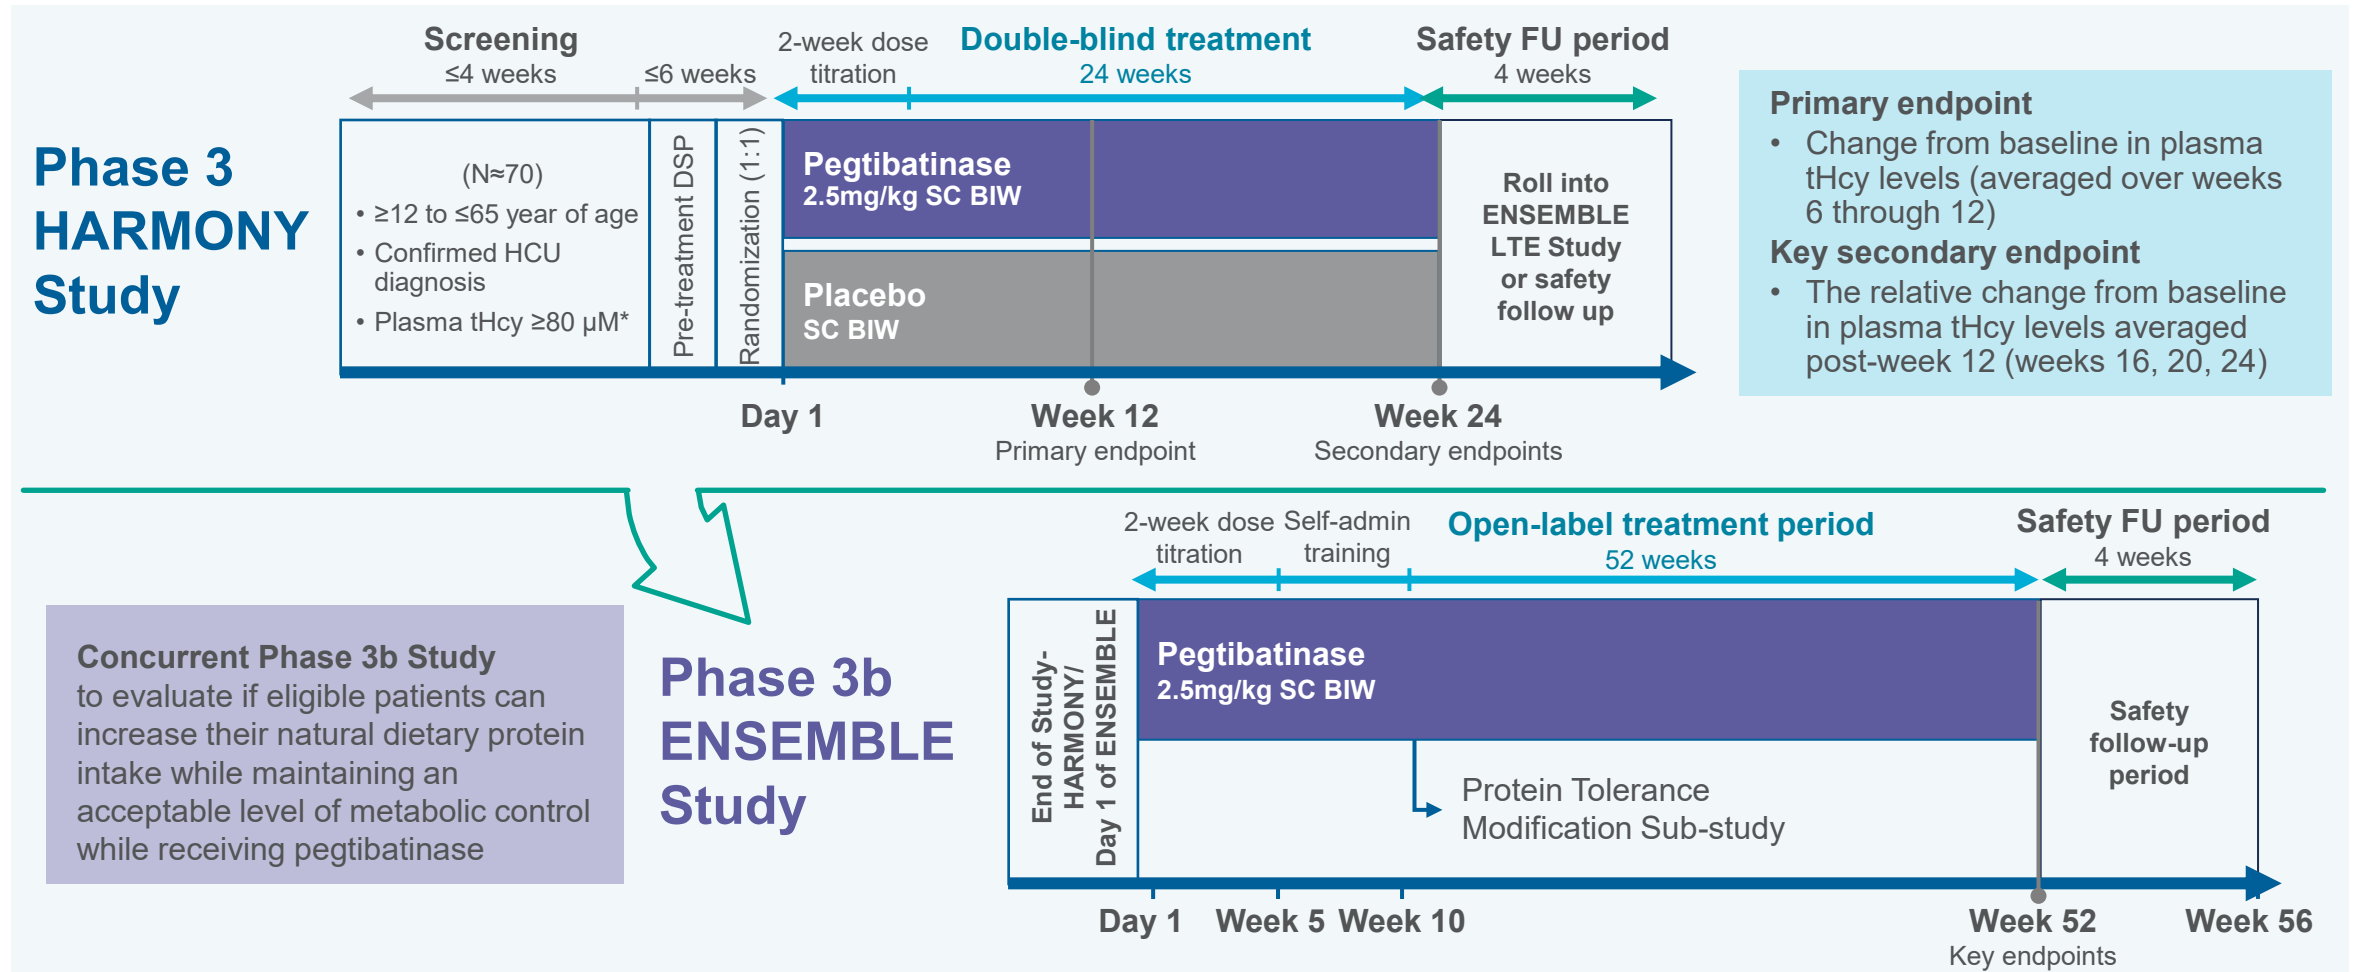 Phase 3
HARMONY
Study
Screening
≤4 weeks
≤6 weeks
2-week dose
titration
Double-blind treatment
24 weeks
Safety FU period
4 weeks
(N≈70)
• ≥12 to ≤65 year of age
• Confirmed HCU
diagnosis
• Plasma tHcy ≥80 µM*
Pre-treatment DSP
Randomization (1:1)
Pegtibatinase
2.5mg/kg SC BIW
Placebo
SC BIW
Roll into
ENSEMBLE
LTE Study
or safety
follow up
Day 1
Week 12
Primary endpoint
Week 24
Secondary endpoints
Primary endpoint
• Change from baseline in plasma
tHcy levels (averaged over weeks
6 through 12)
Key secondary endpoint
• The relative change from baseline
in plasma tHcy levels averaged
post-week 12 (weeks 16, 20, 24)
Concurrent Phase 3b Study
to evaluate if eligible patients can
increase their natural dietary protein
intake while maintaining an
acceptable level of metabolic control
while receiving pegtibatinase
Phase 3b
ENSEMBLE
Study
2-week dose
titration
Self-admin
training
Open-label treatment period
52 weeks
Safety FU period
4 weeks
End of Study-
HARMONY/
Day 1 of ENSEMBLE
Pegtibatinase
2.5mg/kg SC BIW
Protein Tolerance
Modification Sub-study
Safety
follow-up
period
Day 1
Week 5
Week 10
Week 52
Key endpoints
Week 56